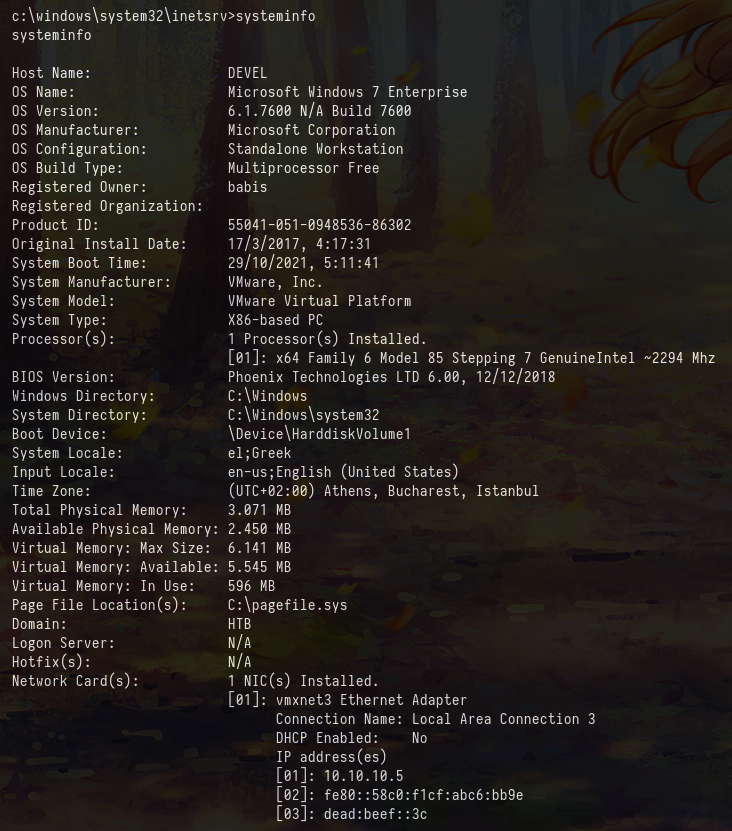 c:\windows\system32\inetsrv>systeminfo
systeminfo
Host Name: DEVEL
OS Name: Microsoft Windows 7 Enterprise
OS Version: 6.1.7600 N/A Build 7600
OS Manufacturer: Microsoft Corporation
OS Configuration: Standalone Workstation
OS Build Type: Multiprocessor Free
Registered Owner: babis
Registered Organization:
Product ID: 55041-051-0948536-86302
Original Install Date: 17/3/2017, 4:17:31
System Boot Time: 29/10/2021, 5:11:41
System Manufacturer: VMware, Inc.
System Model: VMware Virtual Platform
System Type: X86-based PC
Processor(s): 1 Processor(s) Installed.
[01]: x64 Family 6 Model 85 Stepping 7 GenuineIntel ~2294 Mhz
BIOS Version: Phoenix Technologies LTD 6.00, 12/12/2018
Windows Directory: C:\Windows
System Directory: C:\Windows\system32
Boot Device: \Device\HarddiskVolume1
System Locale: el;Greek
Input Locale: en-us;English (United States)
Time Zone: (UTC+02:00) Athens, Bucharest, Istanbul
Total Physical Memory: 3.071 MB
Available Physical Memory: 2.450 MB
Virtual Memory: Max Size: 6.141 MB
Virtual Memory: Available: 5.545 MB
Virtual Memory: In Use: 596 MB
Page File Location(s): C:\pagefile.sys
Domain: HTB
Logon Server: N/A
Hotfix(s): N/A
Network Card(s): 1 NIC(s) Installed.
[01]: vmxnet3 Ethernet Adapter
Connection Name: Local Area Connection 3
DHCP Enabled: No
IP address(es)
[01]: 10.10.10.5
[02]: fe80::58c0:f1cf:abc6:bb9e
[03]: dead:beef::3c